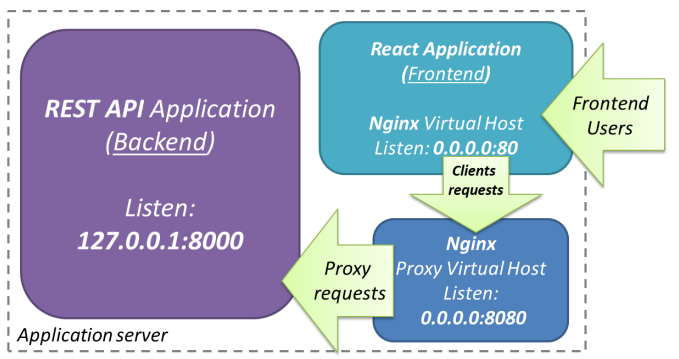 REST API Application
(Backend)
Listen:
127.0.0.1:8000
React Application
(Frontend)
Nginx Virtual Host
Listen: 0.0.0.0:80
Frontend
Users
Clients
requests
Nginx
Proxy Virtual Host
Listen:
0.0.0.0:8080
Proxy
requests
Application server